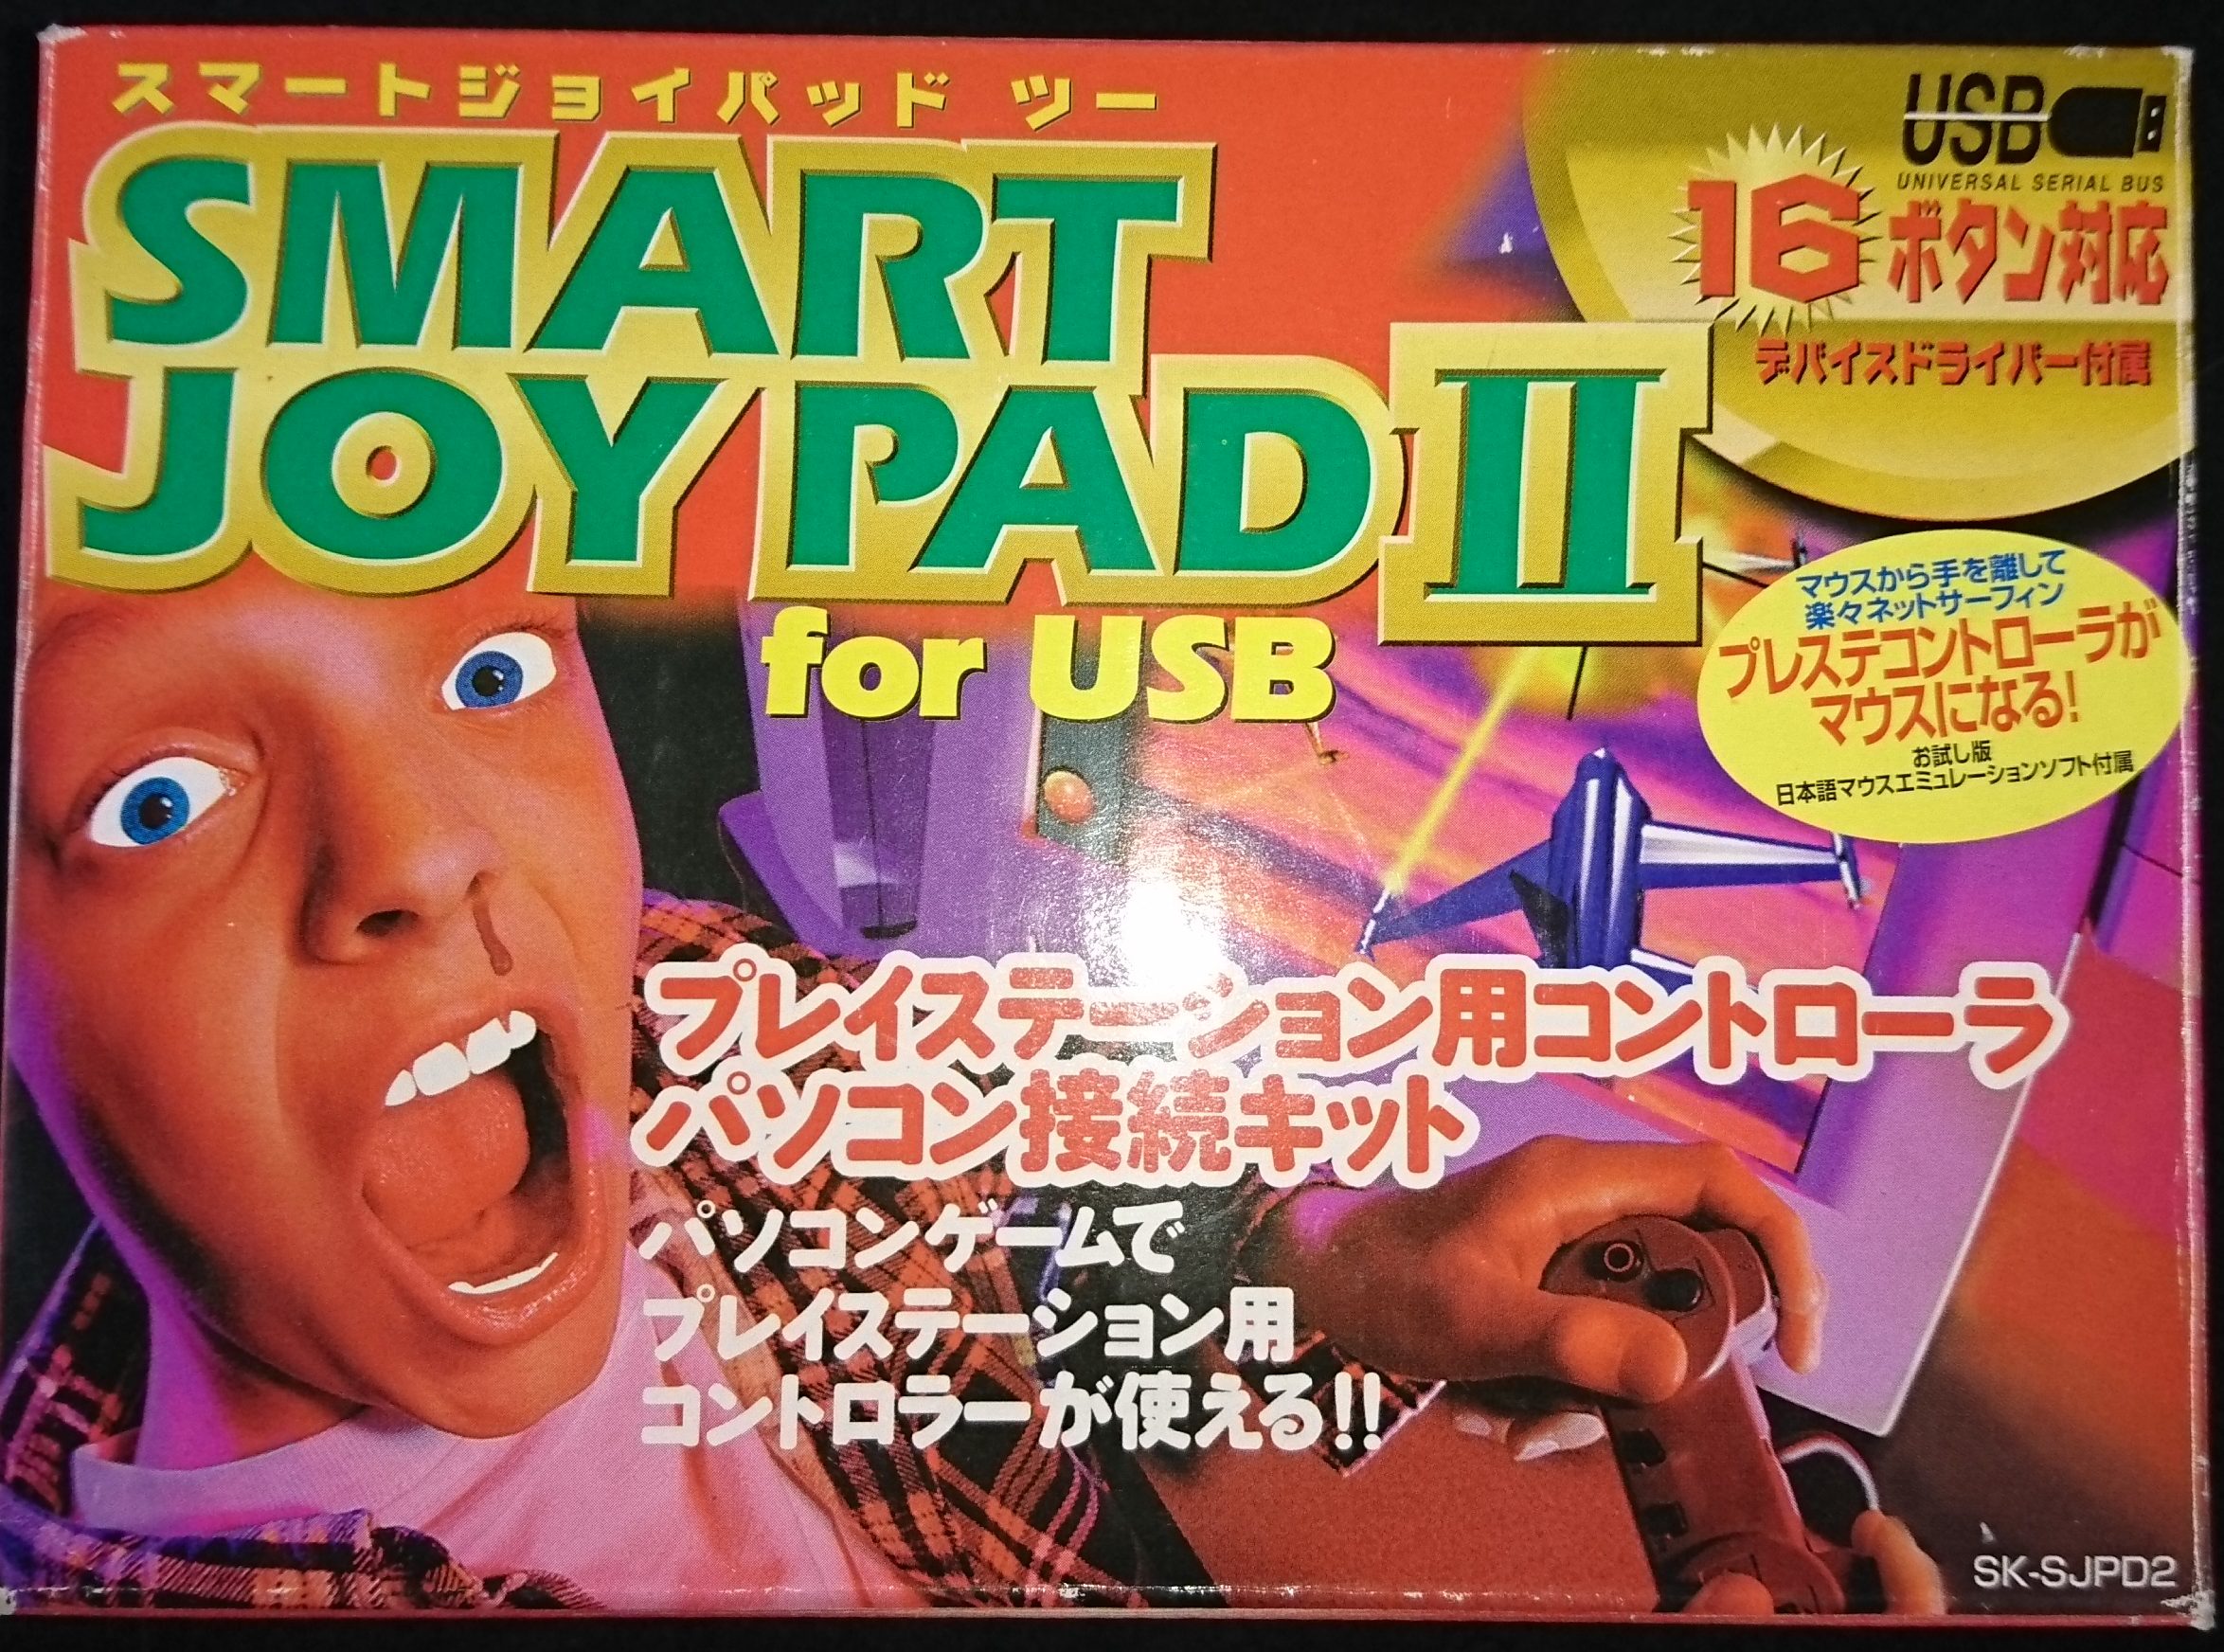 スマートジョイパッド ツー
SMART
JOY PAD II
for USB
USB
UNIVERSAL SERIAL BUS
16ボタン対応
デバイスドライバー付属
マウスから手を離して
楽々ネットサーフィン
プレステコントローラが
マウスになる!
お試し版
日本語マウスエミュレーションソフト付属
プレイステーション用コントローラ
パソコン接続キット
パソコンゲームで
プレイステーション用
コントロラーが使える!!
SK-SJPD2